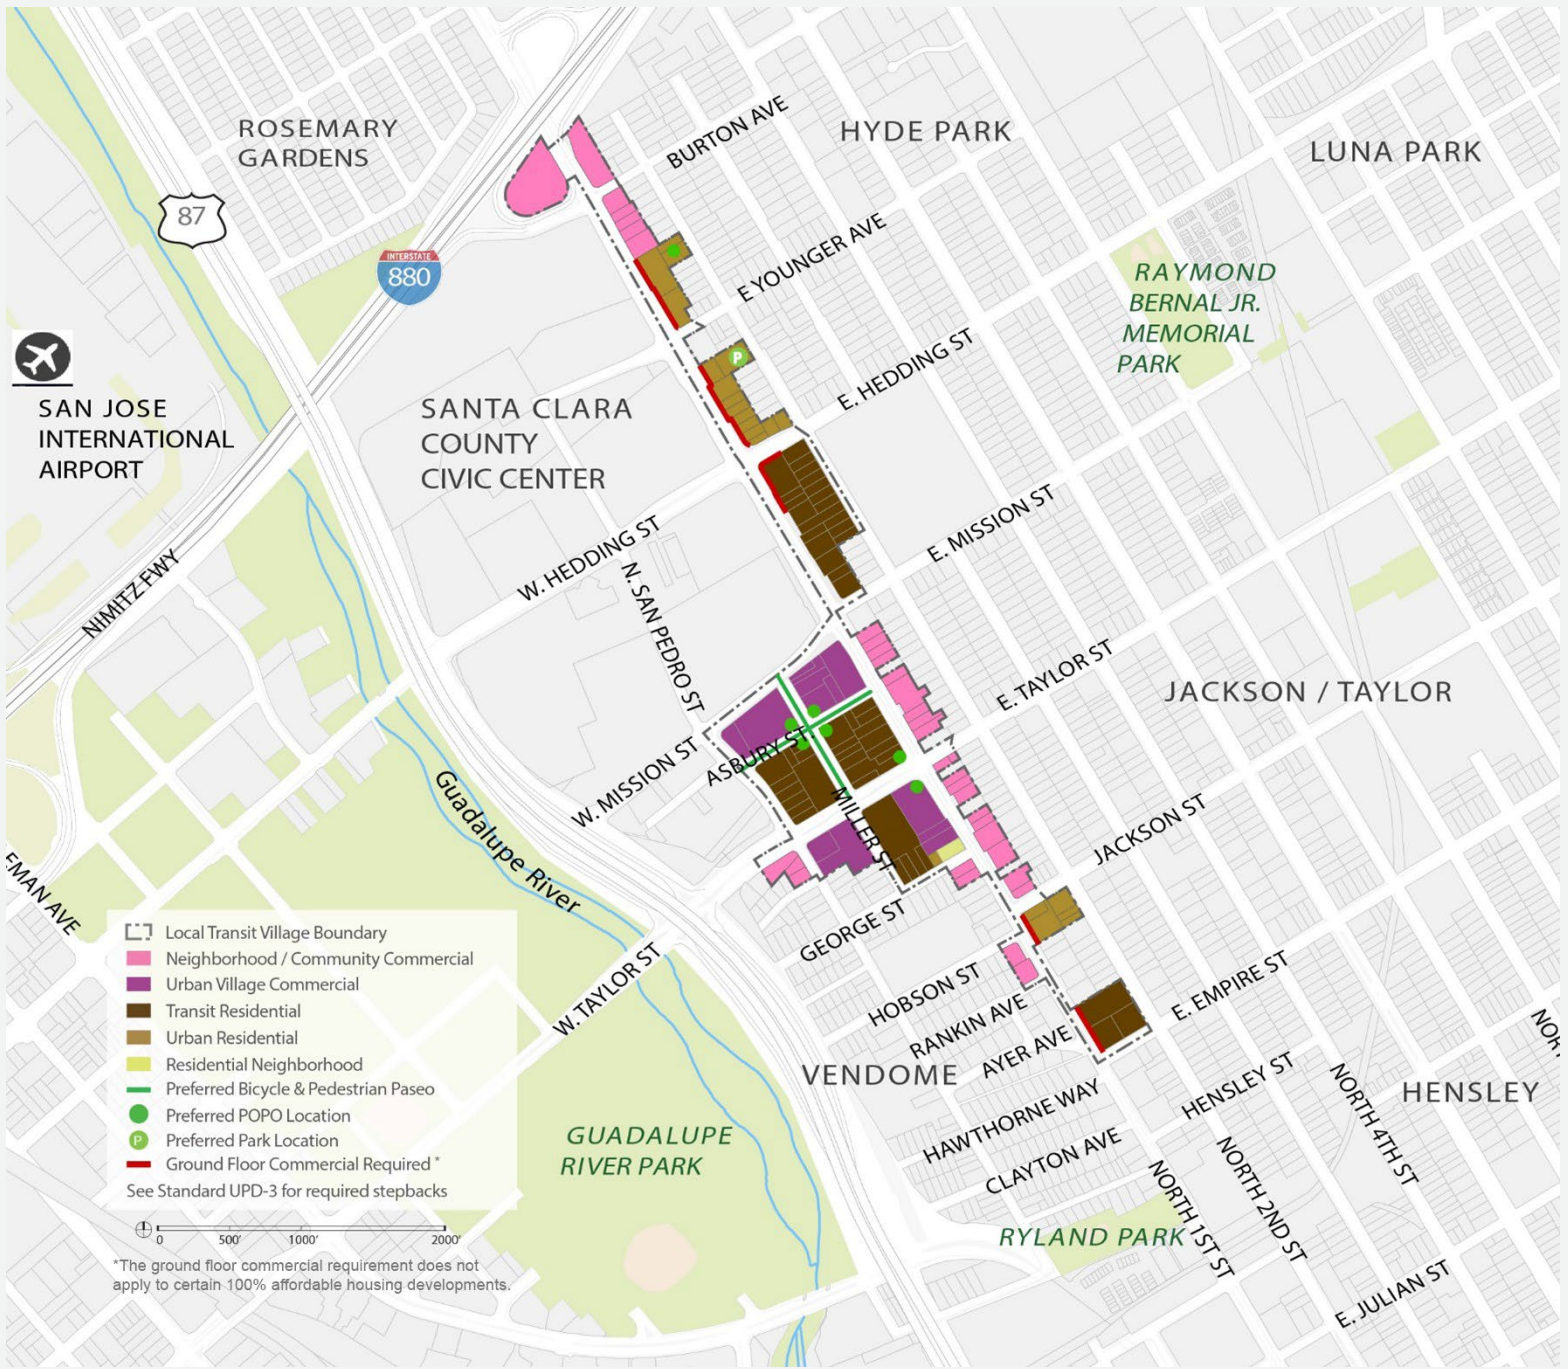 ROSEMARY
GARDENS
BURTON AVE
HYDE PARK
LUNA PARK
87
INTERSTATE
880
E YOUNGER AVE
RAYMOND
BERNAL JR.
MEMORIAL
PARK
SAN JOSE
INTERNATIONAL
AIRPORT
SANTA CLARA
COUNTY
CIVIC CENTER
P
E. HEDDING ST
E. MISSION ST
W. HEDDING ST
N. SAN PEDRO ST
NIMITZ FWY
E. TAYLOR ST
JACKSON / TAYLOR
W. MISSION ST
ASBURY ST.
MILLER ST
JACKSON ST
Guadalupe River
EMAN AVE
GEORGE ST
W. TAYLOR ST
HOBSON ST
RANKIN AVE
AYER AVE
E. EMPIRE ST
VENDOME
HAWTHORNE WAY
CLAYTON AVE
HENSLEY ST
HENSLEY
NORTH 4TH ST
NORTH 2ND ST
NORTH 1ST ST
NOR
GUADALUPE
RIVER PARK
RYLAND PARK
E. JULIAN ST
Local Transit Village Boundary
Neighborhood / Community Commercial
Urban Village Commercial
Transit Residential
Urban Residential
Residential Neighborhood
Preferred Bicycle & Pedestrian Paseo
Preferred POPO Location
P Preferred Park Location
Ground Floor Commercial Required *
See Standard UPD-3 for required stepbacks
0 500' 1000' 2000'
*The ground floor commercial requirement does not
apply to certain 100% affordable housing developments.